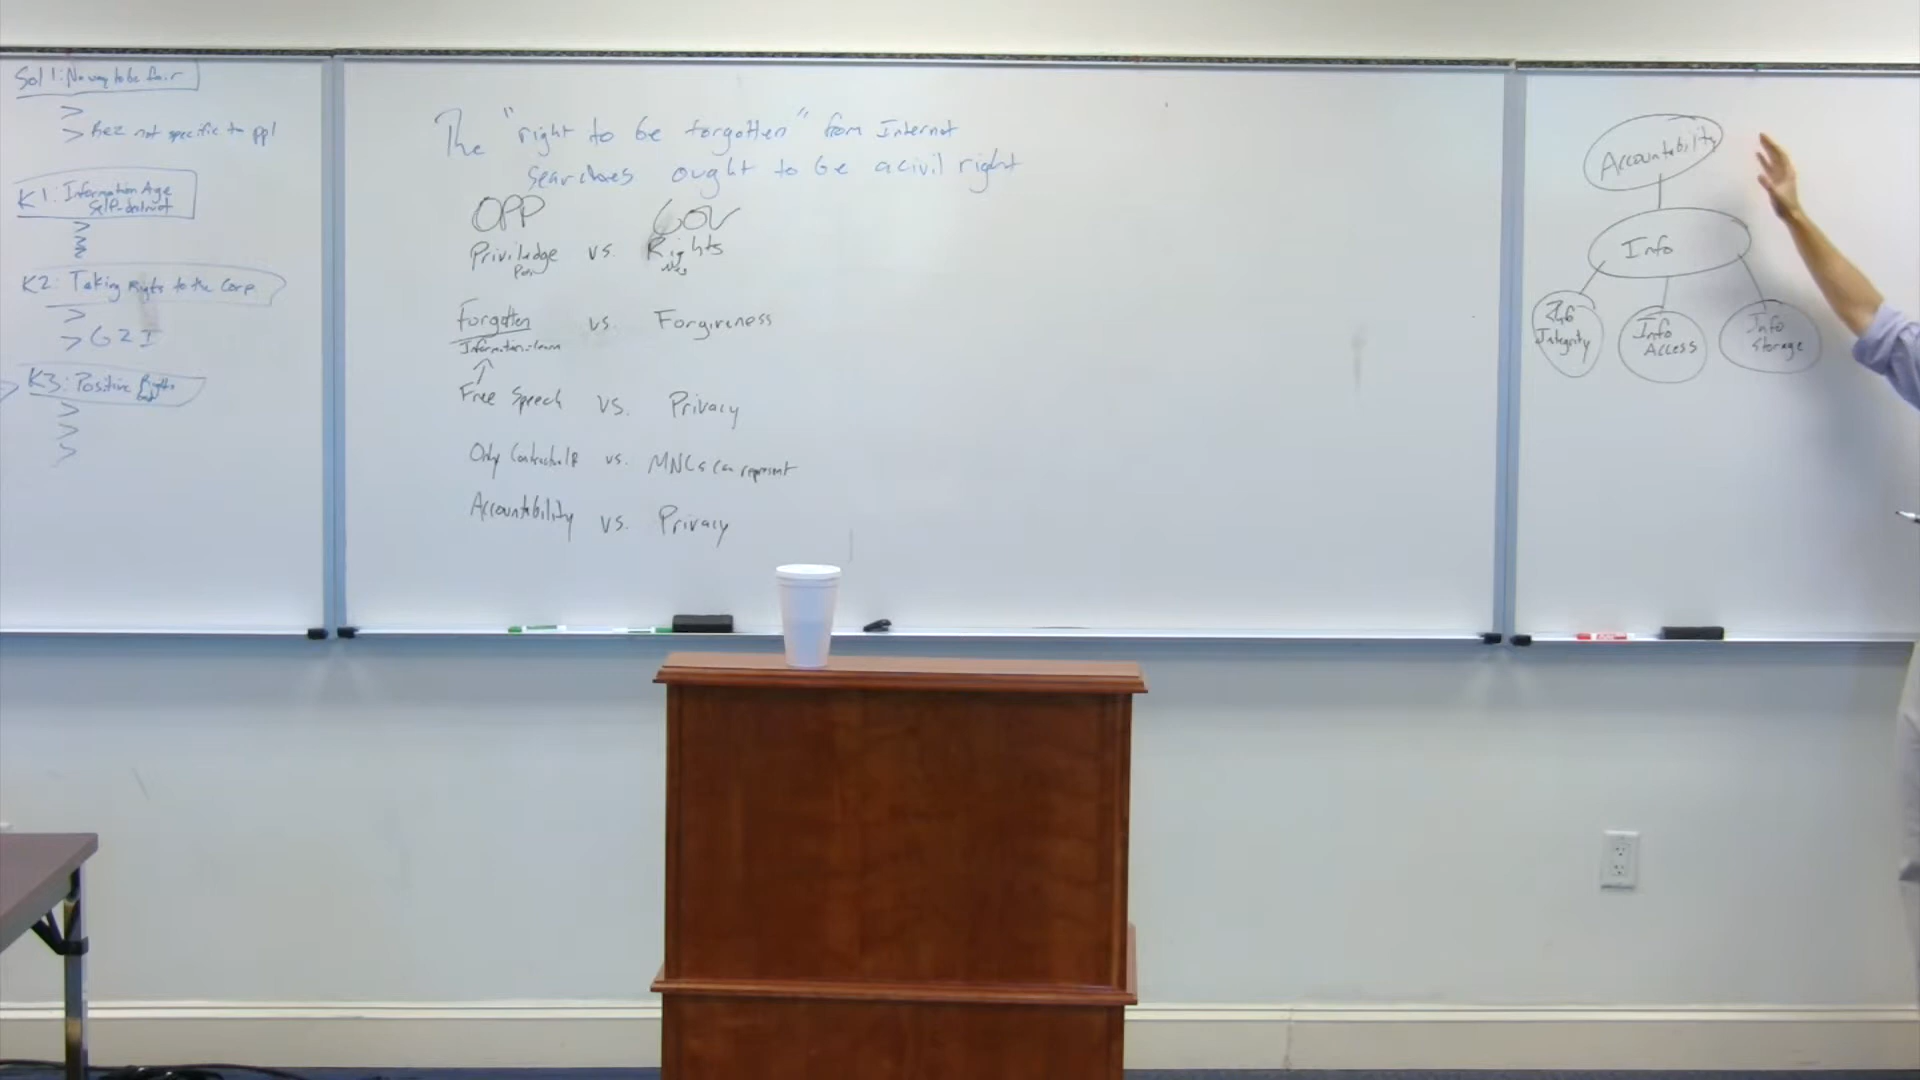 Sol 1: No way to be fair
>
> Rez not specific to ppl
K1: Information Age
Self-destruct
>
>
>
K2: Taking Rights to the Corp
>
> G2I
K3: Positive Rights
>
>
>
The "right to be forgotten" from Internet
searches ought to be a civil right
OPP GOV
Priviledge vs. Rights
Forgotten vs. Forgiveness
Information = learn
Free Speech vs. Privacy
Only Contractual R vs. MNCs can represent
Accountability vs. Privacy
Accountability
Info
Info
Integrity
Info
Access
Info
Storage